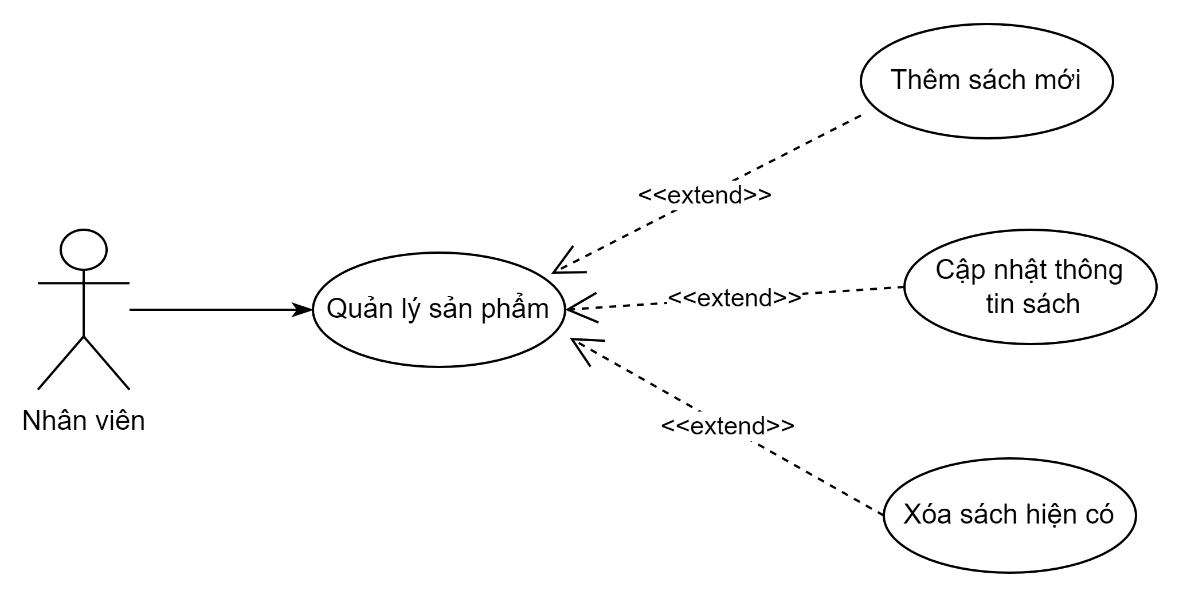 Thêm sách mới
<<extend>>
Cập nhật thông
tin sách
<<extend>>
Quản lý sản phẩm
Nhân viên
<<extend>>
Xóa sách hiện có